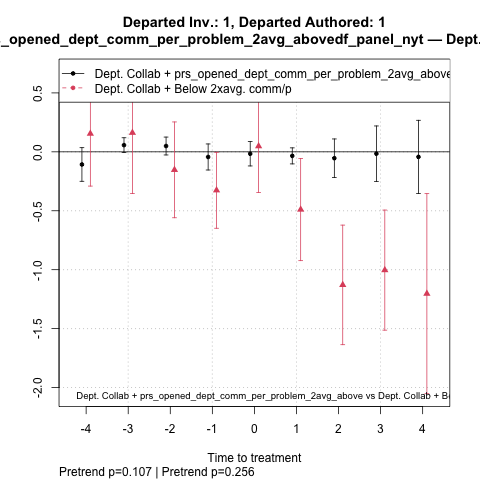 Departed Inv.: 1, Departed Authored: 1
_opened_dept_comm_per_problem_2avg_abovedf_panel_nyt — Dept.
Dept. Collab + prs_opened_dept_comm_per_problem_2avg_above
Dept. Collab + Below 2xavg. comm/p
0.5
0.0
-0.5
-1.0
-1.5
-2.0
Dept. Collab + prs_opened_dept_comm_per_problem_2avg_above vs Dept. Collab + Be
-4 -3 -2 -1 0 1 2 3 4
Time to treatment
Pretrend p=0.107 | Pretrend p=0.256